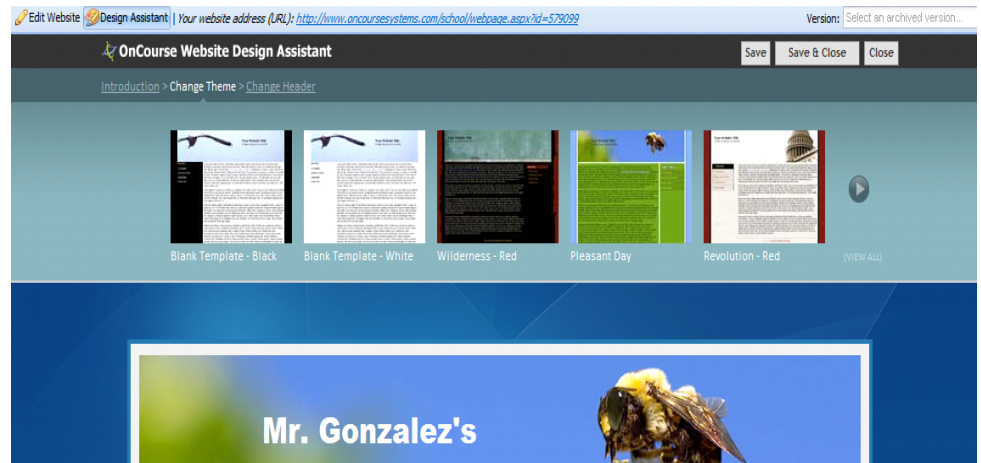 Edit Website Design Assistant | Your website address (URL): http://www.oncoursesystems.com/school/webpage.aspx?id=579099 Version: Select an archived version...
OnCourse Website Design Assistant Save Save & Close Close
Introduction > Change Theme > Change Header
Blank Template - Black Blank Template - White Wilderness - Red Pleasant Day Revolution - Red (VIEW ALL)
Mr. Gonzalez's